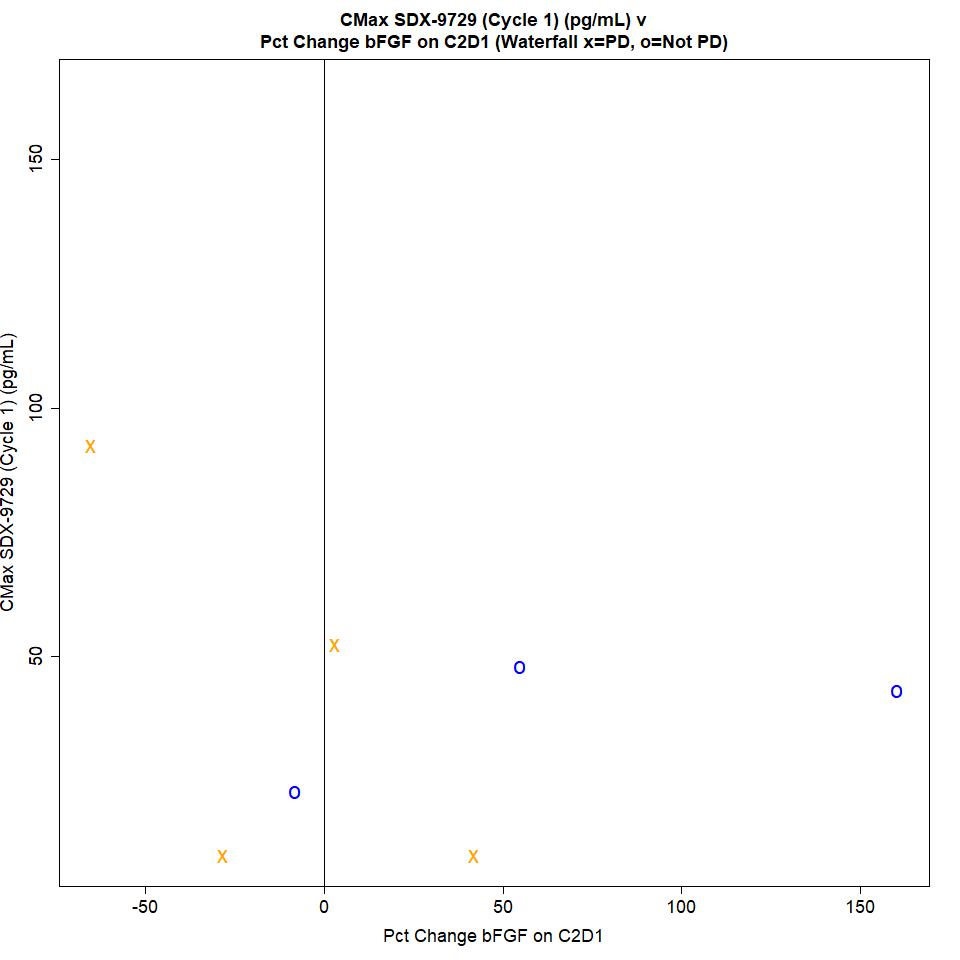 CMax SDX-9729 (Cycle 1) (pg/mL) v
Pct Change bFGF on C2D1 (Waterfall x=PD, o=Not PD)
150
100
50
CMax SDX-9729 (Cycle 1) (pg/mL)
X
X
O
O
O
X
X
-50
0
50
100
150
Pct Change bFGF on C2D1